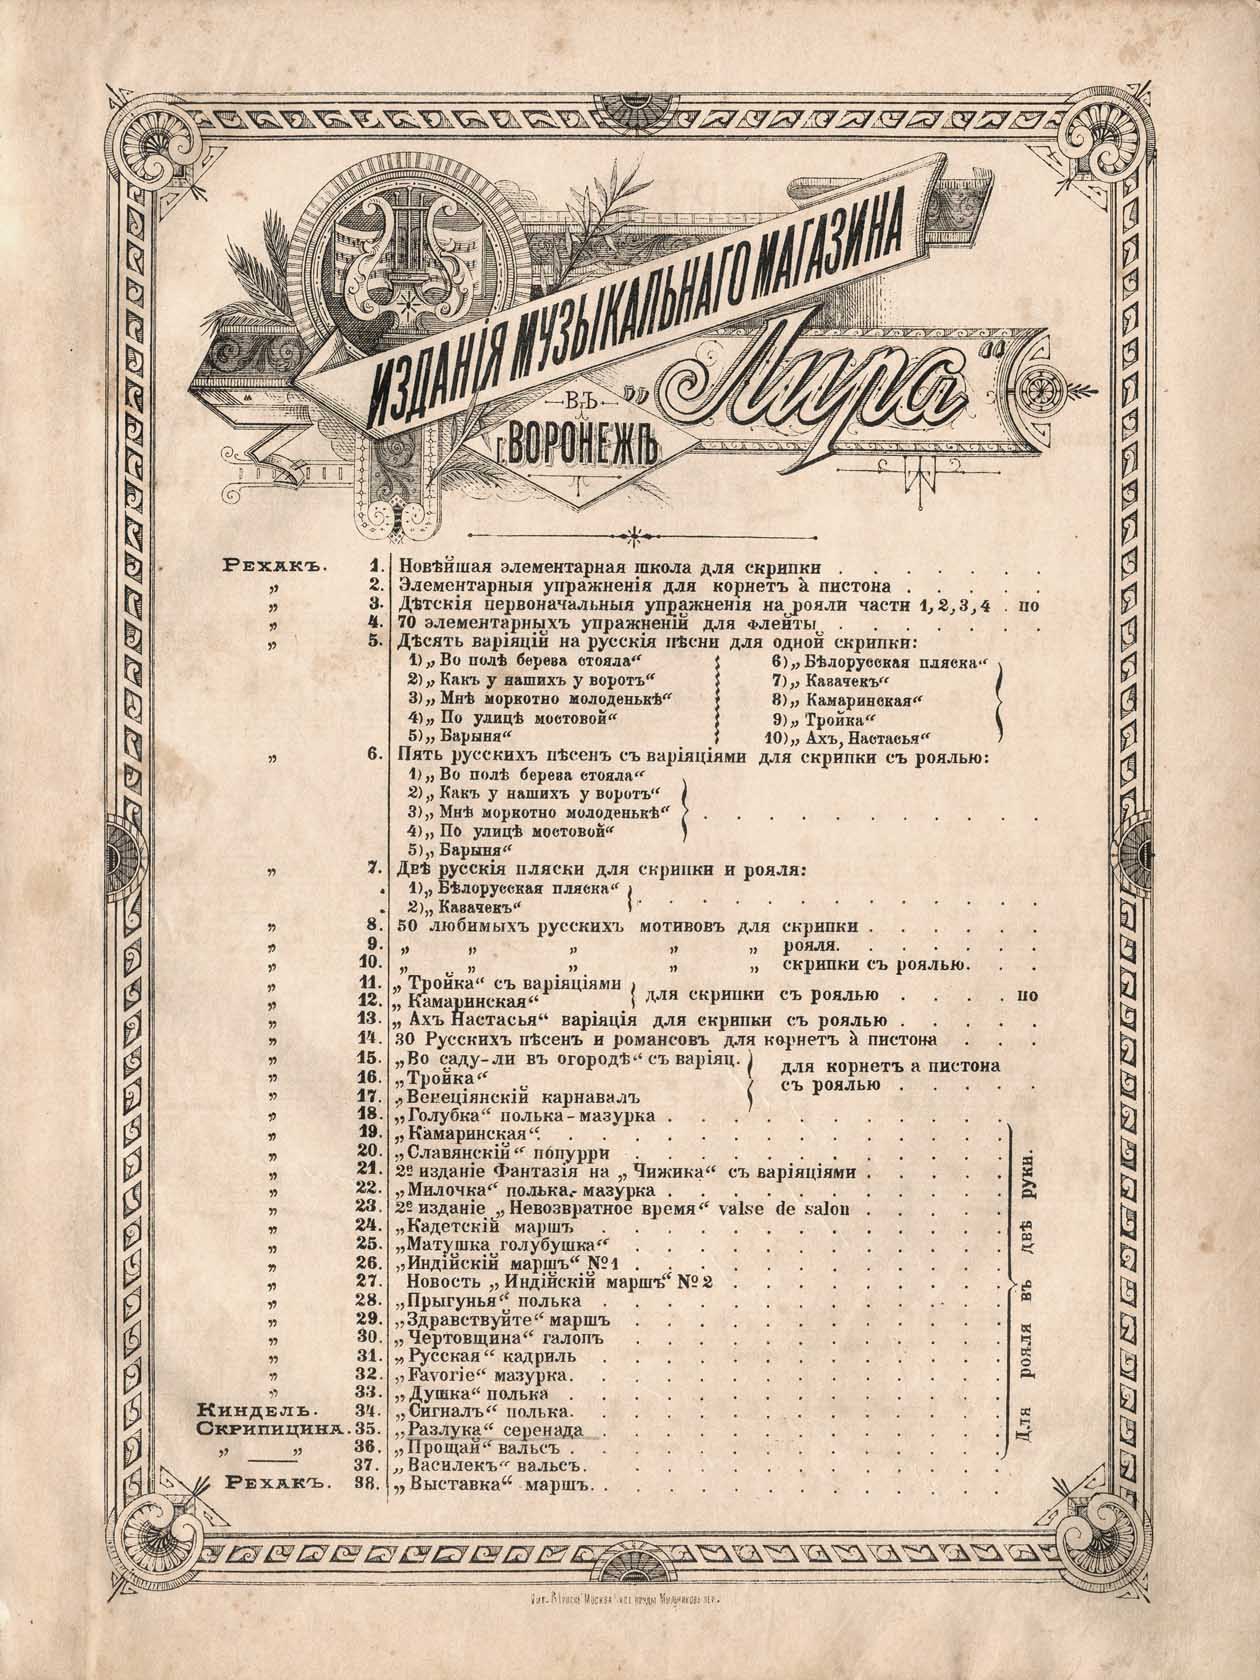 ИЗДАНІЯ МУЗЫКАЛЬНАГО МАГАЗИНА
„Лира“
ВЪ
Г. ВОРОНЕЖѢ
Рехакъ. 1. Новѣйшая элементарная школа для скрипки . . . . . . .
„ 2. Элементарныя упражненія для корнетъ à пистона . . . . .
„ 3. Дѣтскія первоначальныя упражненія на рояли части 1, 2, 3, 4 . по
„ 4. 70 элементарныхъ упражненій для флейты . . . . . . .
„ 5. Дѣсять варіяцій на русскія пѣсни для одной скрипки:
1) „Во полѣ берева стояла“ 6) „Бѣлорусская пляска“
2) „Какъ у нашихъ у воротъ“ 7) „Казачекъ“
3) „Мнѣ моркотно молоденькѣ“ 8) „Камаринская“
4) „По улицѣ мостовой“ 9) „Тройка“
5) „Барыня“ 10) „Ахъ, Настасья“
„ 6. Пять русскихъ пѣсенъ съ варіяціями для скрипки съ роялью:
1) „Во полѣ берева стояла“
2) „Какъ у нашихъ у воротъ“
3) „Мнѣ моркотно молоденькѣ“ . . . . . . . . . . .
4) „По улицѣ мостовой“
5) „Барыня“
„ 7. Двѣ русскія пляски для скрипки и рояля:
1) „Бѣлорусская пляска“
2) „Казачекъ“ . . . . . . . . . . . . .
„ 8. 50 любимыхъ русскихъ мотивовъ для скрипки . . . . . .
„ 9. „ „ „ „ „ рояля. . . . . . .
„ 10. „ „ „ „ „ скрипки съ роялью. . .
„ 11. „Тройка“ съ варіяціями
„ 12. „Камаринская“ для скрипки съ роялью . . . . по
„ 13. „Ахъ Настасья“ варіяція для скрипки съ роялью . . . . .
„ 14. 30 Русскихъ пѣсенъ и романсовъ для корнетъ à пистона . . .
„ 15. „Во саду-ли въ огородѣ“ съ варіяц. для корнетъ а пистона
„ 16. „Тройка“ съ роялью . . . . .
„ 17. „Венеціянскій карнавалъ
„ 18. „Голубка“ полька-мазурка . . . . . . . . . . . .
„ 19. „Камаринская“. . . . . . . . . . . . . . .
„ 20. „Славянскій“ попурри . . . . . . . . . . . .
„ 21. 2е изданіе Фантазія на „Чижика“ съ варіяціями . . . . .
„ 22. „Милочка“ полька-мазурка . . . . . . . . . . .
„ 23. 2е изданіе „Невозвратное время“ valse de salon . . . . .
„ 24. „Кадетскій маршъ . . . . . . . . . . . . .
„ 25. „Матушка голубушка“ . . . . . . . . . . . .
„ 26. „Индійскій маршъ“ №1 . . . . . . . . . . . .
„ 27. Новость „Индійскій маршъ“ №2 . . . . . . . . .
„ 28. „Прыгунья“ полька . . . . . . . . . . . . .
„ 29. „Здравствуйте“ маршъ . . . . . . . . . . . .
„ 30. „Чертовщина“ галопъ . . . . . . . . . . . .
„ 31. „Русская“ кадриль . . . . . . . . . . . . .
„ 32. „Favorie“ мазурка. . . . . . . . . . . . . .
„ 33. „Душка“ полька . . . . . . . . . . . . . .
Киндель. 34. „Сигналъ“ полька. . . . . . . . . . . . . .
Скрипицина. 35. „Разлука“ серенада . . . . . . . . . . . . .
„ „ 36. „Прощай“ вальсъ . . . . . . . . . . . . . .
37. „Василекъ“ вальсъ. . . . . . . . . . . . . .
Рехакъ. 38. „Выставка“ маршъ. . . . . . . . . . . . . .
Для рояля въ двѣ руки.
Москва